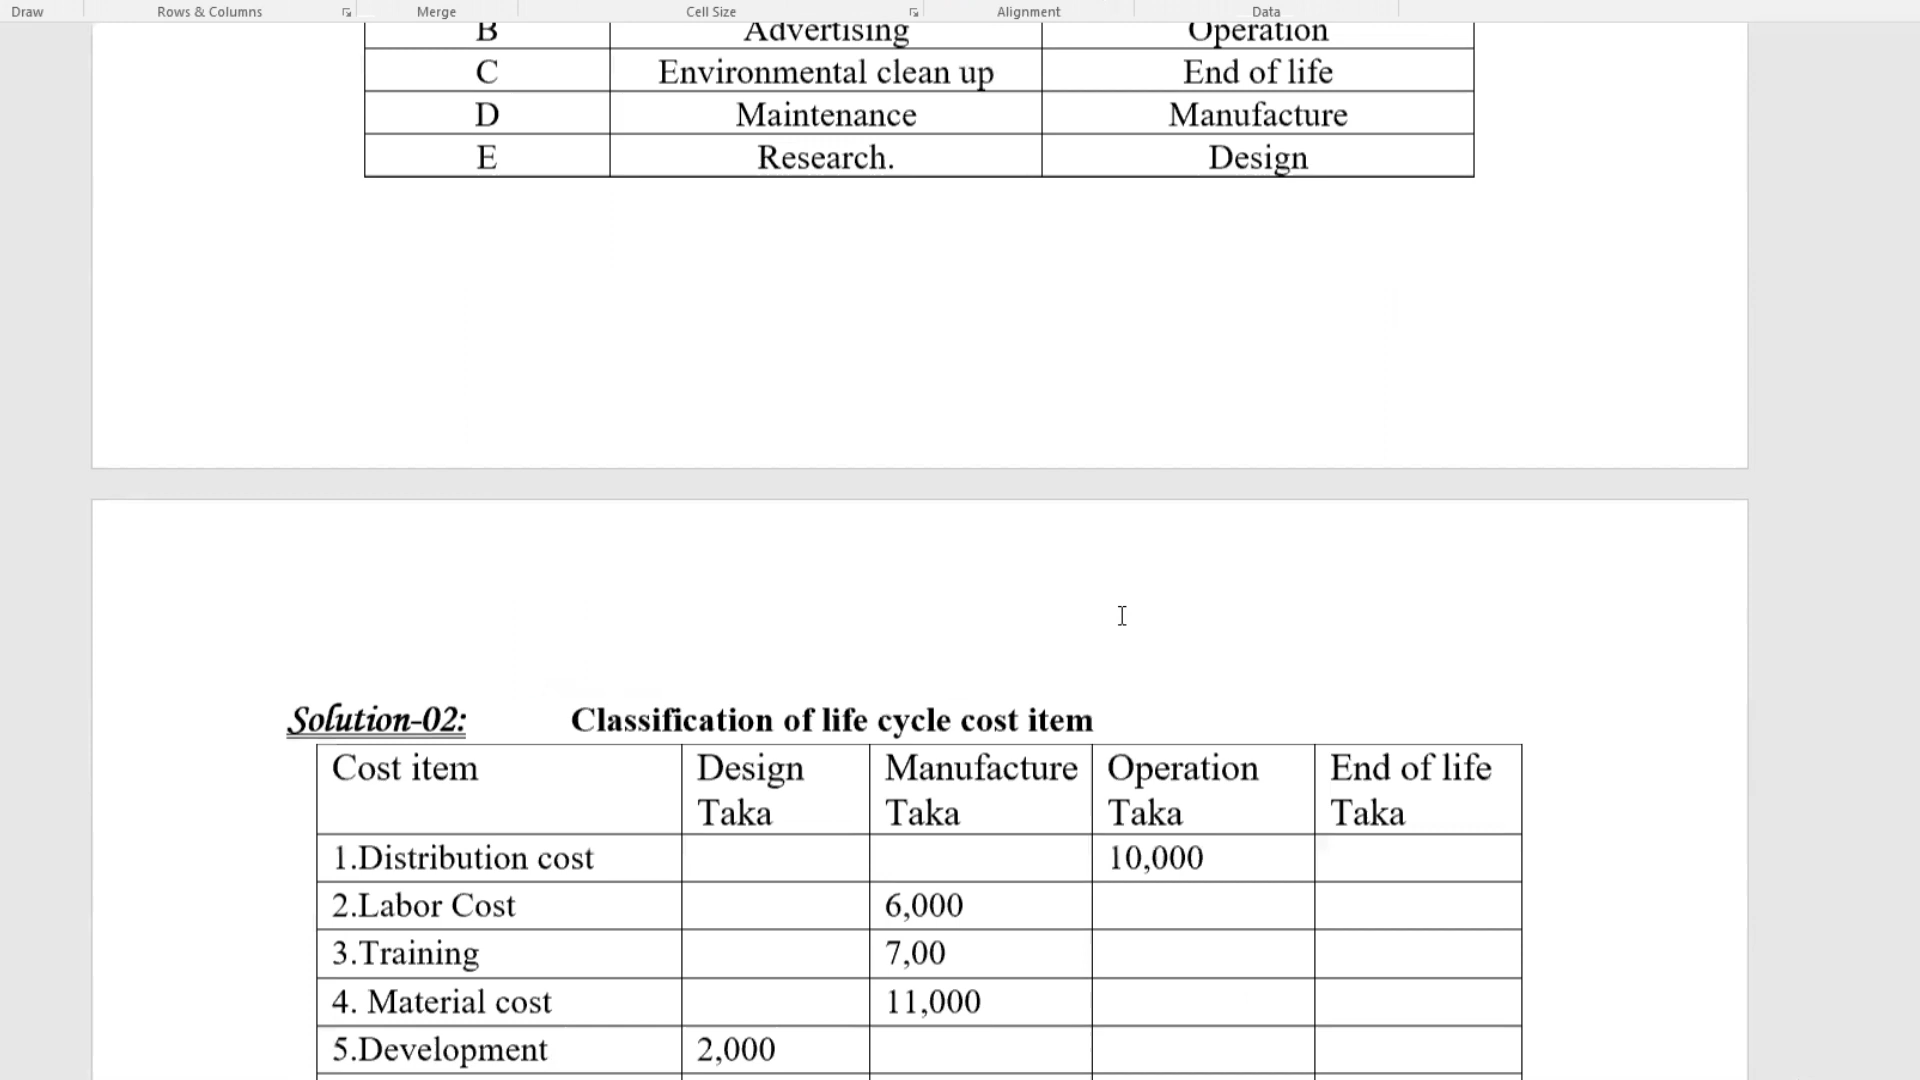 Draw Rows & Columns Merge Cell Size Alignment Data
B Advertising Operation
C Environmental clean up End of life
D Maintenance Manufacture
E Research. Design
Solution-02: Classification of life cycle cost item
Cost item Design Manufacture Operation End of life
Taka Taka Taka Taka
1.Distribution cost 10,000
2.Labor Cost 6,000
3.Training 7,00
4. Material cost 11,000
5.Development 2,000